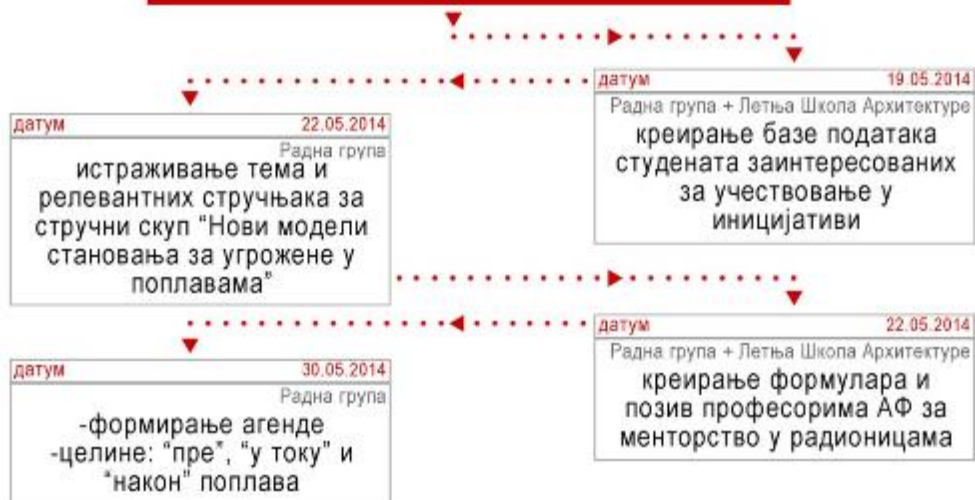 датум 19.05.2014
Радна група + Летња Школа Архитектуре
креирање базе података
студената заинтересованих
за учествовање у
иницијативи
датум 22.05.2014
Радна група
истраживање тема и
релевантних стручњака за
стручни скуп “Нови модели
становања за угрожене у
поплавама”
датум 22.05.2014
Радна група + Летња Школа Архитектуре
креирање формулара и
позив професорима АФ за
менторство у радионицама
датум 30.05.2014
Радна група
-формирање агенде
-целине: “пре”, “у току” и
“након” поплава